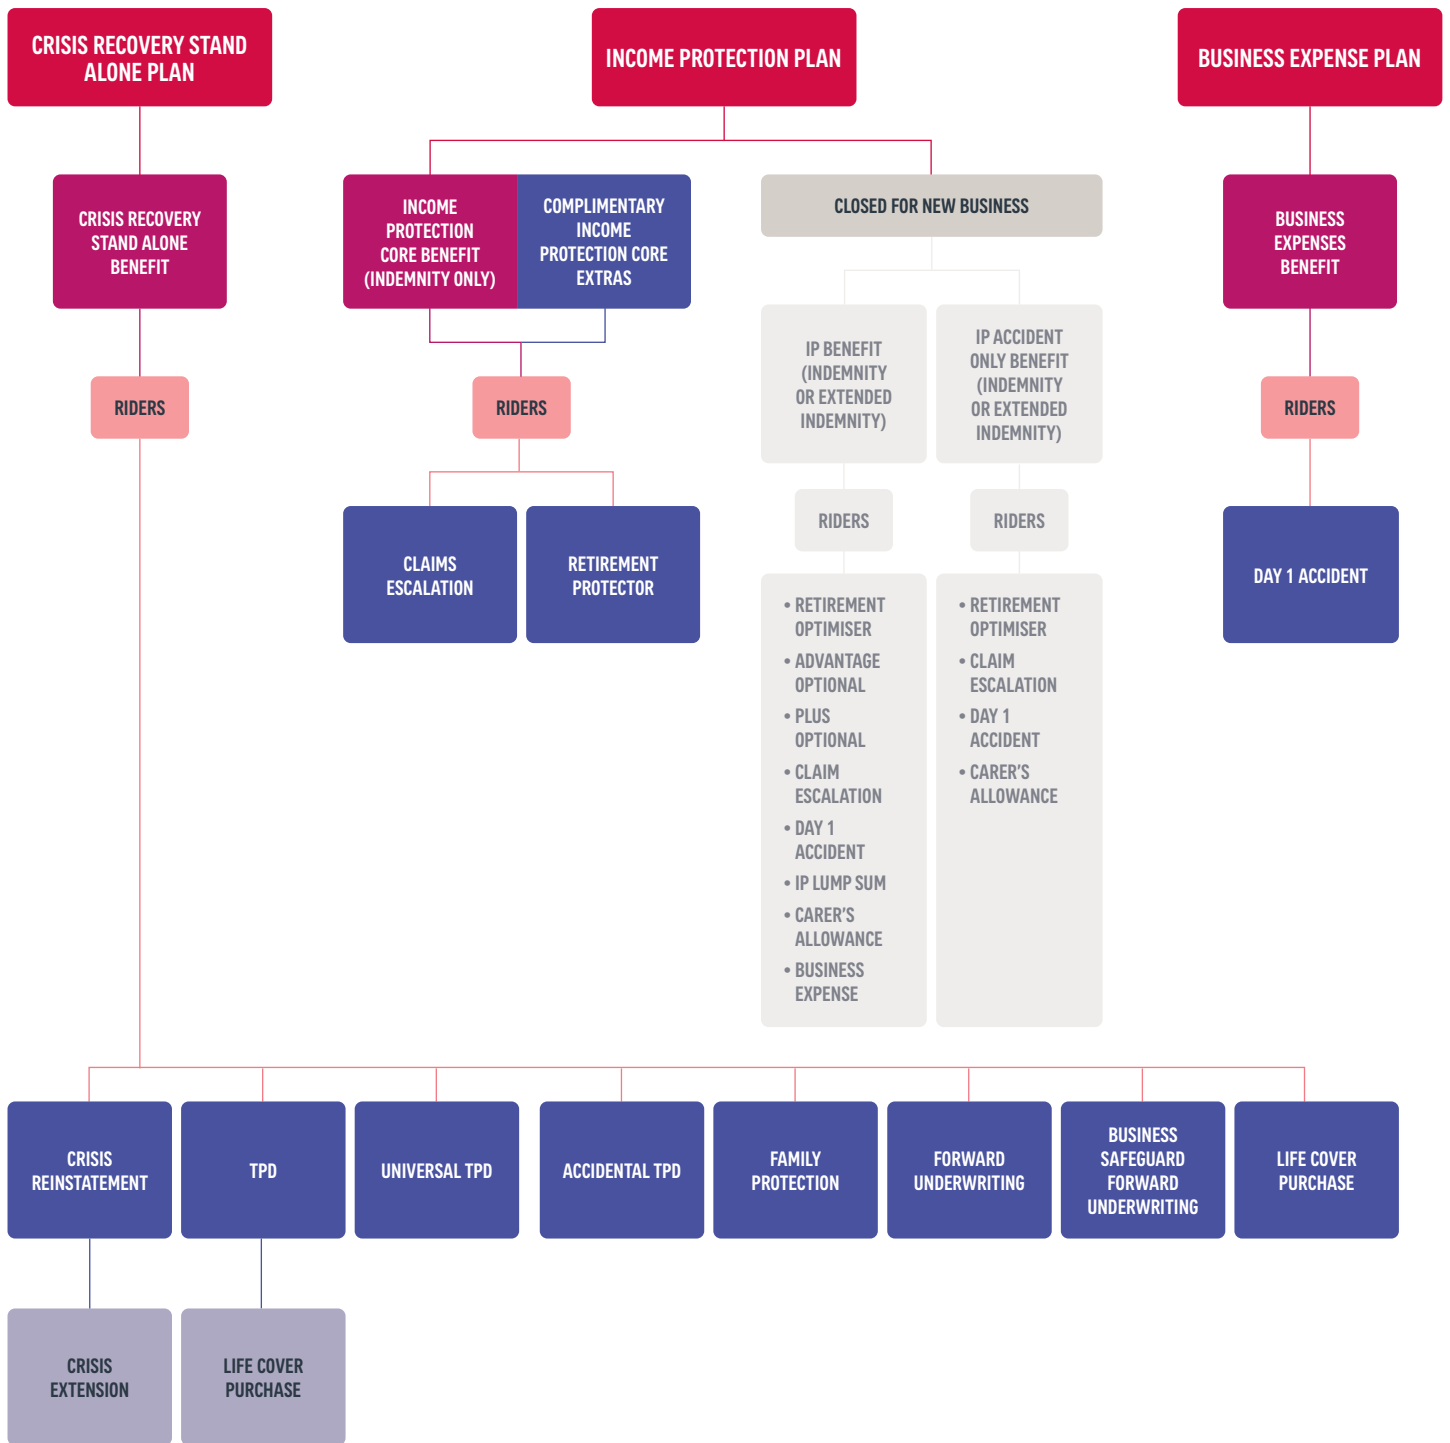 CRISIS RECOVERY STAND
ALONE PLAN
INCOME PROTECTION PLAN
BUSINESS EXPENSE PLAN
CRISIS RECOVERY
STAND ALONE
BENEFIT
INCOME
PROTECTION
CORE BENEFIT
(INDEMNITY ONLY)
COMPLIMENTARY
INCOME
PROTECTION CORE
EXTRAS
CLOSED FOR NEW BUSINESS
BUSINESS
EXPENSES
BENEFIT
IP BENEFIT
(INDEMNITY
OR EXTENDED
INDEMNITY)
IP ACCIDENT
ONLY BENEFIT
(INDEMNITY
OR EXTENDED
INDEMNITY)
RIDERS
RIDERS
RIDERS
RIDERS
RIDERS
CLAIMS
ESCALATION
RETIREMENT
PROTECTOR
DAY 1 ACCIDENT
• RETIREMENT
OPTIMISER
• ADVANTAGE
OPTIONAL
• PLUS
OPTIONAL
• CLAIM
ESCALATION
• DAY 1
ACCIDENT
• IP LUMP SUM
• CARER'S
ALLOWANCE
• BUSINESS
EXPENSE
• RETIREMENT
OPTIMISER
• CLAIM
ESCALATION
• DAY 1
ACCIDENT
• CARER'S
ALLOWANCE
CRISIS
REINSTATEMENT
TPD
UNIVERSAL TPD
ACCIDENTAL TPD
FAMILY
PROTECTION
FORWARD
UNDERWRITING
BUSINESS
SAFEGUARD
FORWARD
UNDERWRITING
LIFE COVER
PURCHASE
CRISIS
EXTENSION
LIFE COVER
PURCHASE